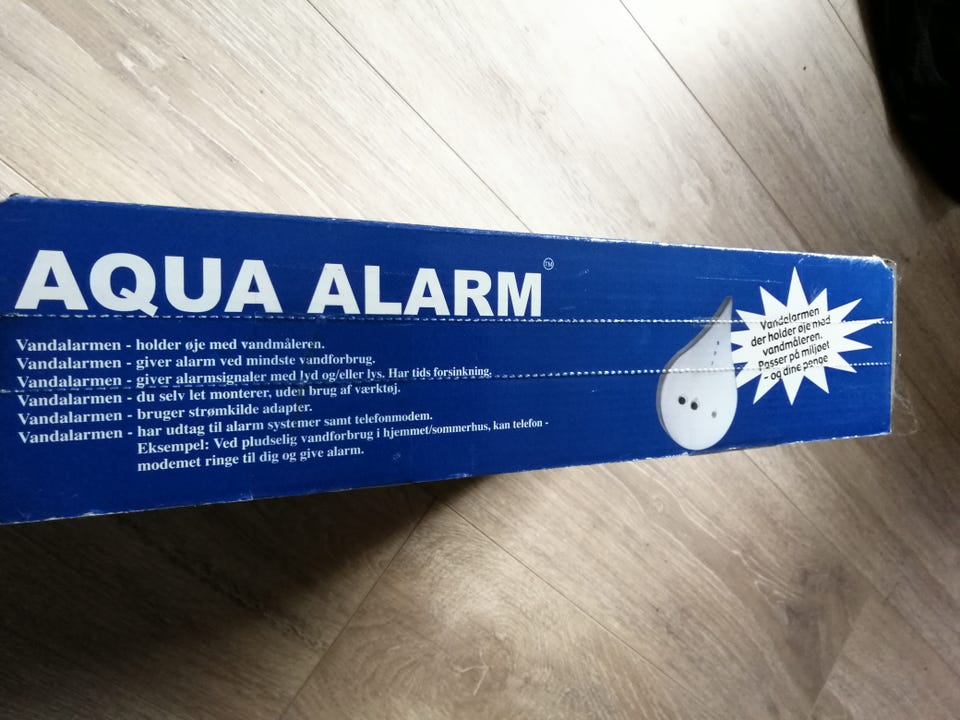 AQUA ALARM™
Vandalarmen - holder øje med vandmåleren.
Vandalarmen - giver alarm ved mindste vandforbrug.
Vandalarmen - giver alarmsignaler med lyd og/eller lys. Har tids forsinkning.
Vandalarmen - du selv let monterer, uden brug af værktøj.
Vandalarmen - bruger strømkilde adapter.
Vandalarmen - har udtag til alarm systemer samt telefonmodem.
Eksempel: Ved pludselig vandforbrug i hjemmet/sommerhus, kan telefon -
modemet ringe til dig og give alarm.
Vandalarmen
der holder øje med
vandmåleren.
Passer på miljøet
- og dine penge